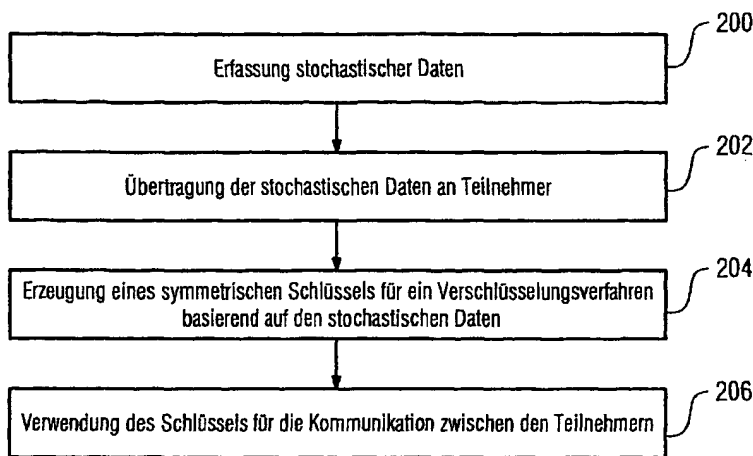 200
Erfassung stochastischer Daten
202
Übertragung der stochastischen Daten an Teilnehmer
204
Erzeugung eines symmetrischen Schlüssels für ein Verschlüsselungsverfahren
basierend auf den stochastischen Daten
206
Verwendung des Schlüssels für die Kommunikation zwischen den Teilnehmern